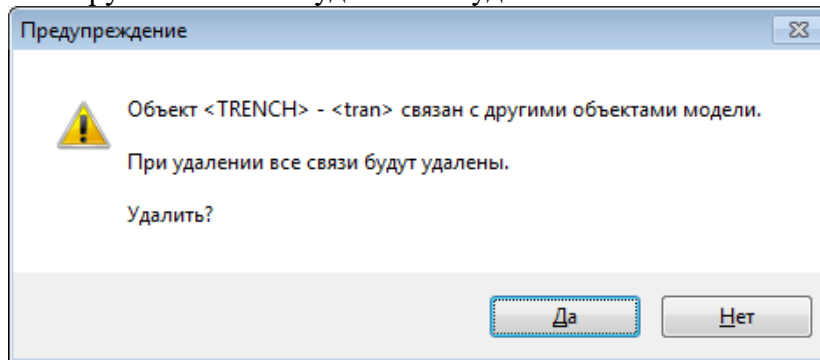 Предупреждение
Объект <TRENCH> - <tran> связан с другими объектами модели.
При удалении все связи будут удалены.
Удалить?
Да
Нет